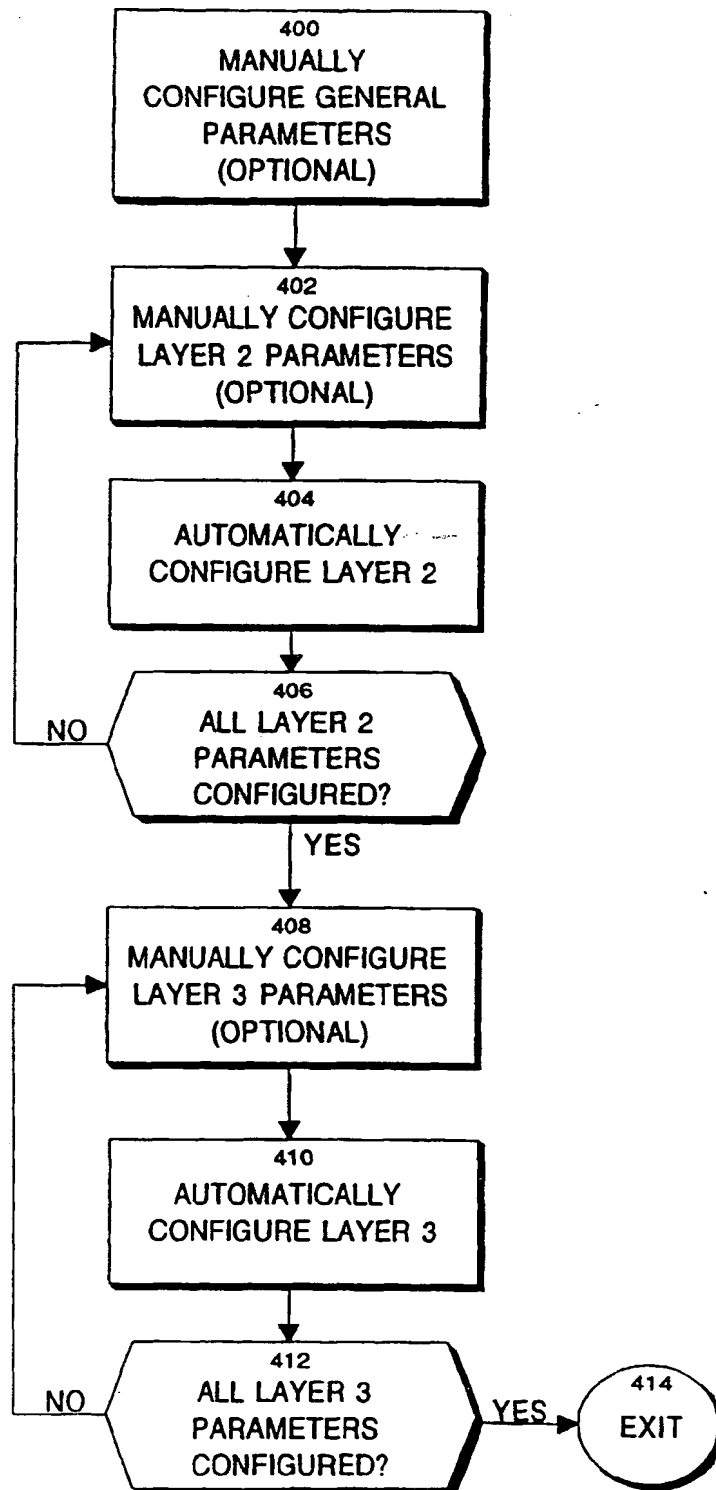 400
MANUALLY
CONFIGURE GENERAL
PARAMETERS
(OPTIONAL)
402
MANUALLY CONFIGURE
LAYER 2 PARAMETERS
(OPTIONAL)
404
AUTOMATICALLY
CONFIGURE LAYER 2
406
ALL LAYER 2
PARAMETERS
CONFIGURED?
NO
YES
408
MANUALLY CONFIGURE
LAYER 3 PARAMETERS
(OPTIONAL)
410
AUTOMATICALLY
CONFIGURE LAYER 3
412
ALL LAYER 3
PARAMETERS
CONFIGURED?
NO
YES
414
EXIT